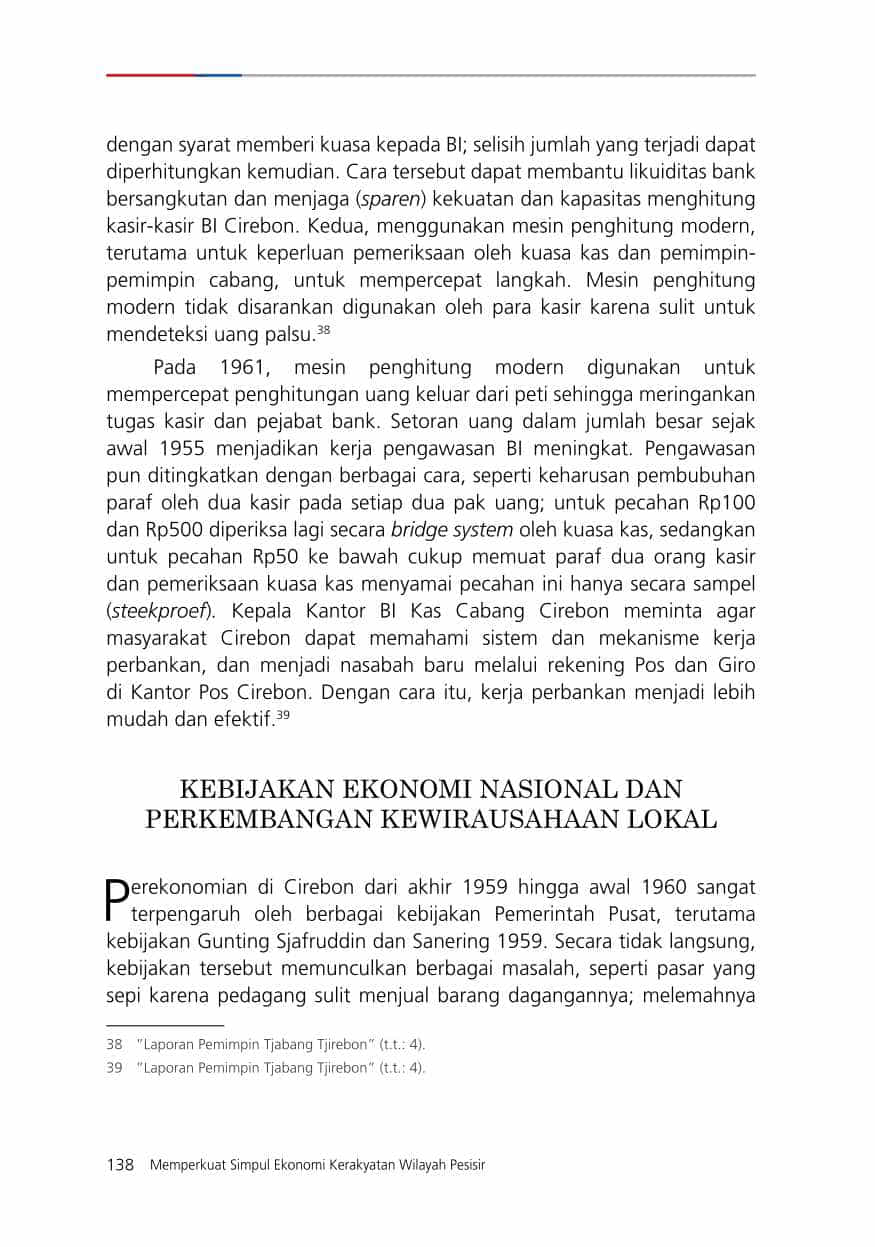 dengan syarat memberi kuasa kepada BI; selisih jumlah yang terjadi dapat
diperhitungkan kemudian. Cara tersebut dapat membantu likuiditas bank
bersangkutan dan menjaga (sparen) kekuatan dan kapasitas menghitung
kasir-kasir BI Cirebon. Kedua, menggunakan mesin penghitung modern,
terutama untuk keperluan pemeriksaan oleh kuasa kas dan pemimpin-
pemimpin cabang, untuk mempercepat langkah. Mesin penghitung
modern tidak disarankan digunakan oleh para kasir karena sulit untuk
mendeteksi uang palsu.38
Pada 1961, mesin penghitung modern digunakan untuk
mempercepat penghitungan uang keluar dari peti sehingga meringankan
tugas kasir dan pejabat bank. Setoran uang dalam jumlah besar sejak
awal 1955 menjadikan kerja pengawasan BI meningkat. Pengawasan
pun ditingkatkan dengan berbagai cara, seperti keharusan pembubuhan
paraf oleh dua kasir pada setiap dua pak uang; untuk pecahan Rp100
dan Rp500 diperiksa lagi secara bridge system oleh kuasa kas, sedangkan
untuk pecahan Rp50 ke bawah cukup memuat paraf dua orang kasir
dan pemeriksaan kuasa kas menyamai pecahan ini hanya secara sampel
(steekproef). Kepala Kantor BI Kas Cabang Cirebon meminta agar
masyarakat Cirebon dapat memahami sistem dan mekanisme kerja
perbankan, dan menjadi nasabah baru melalui rekening Pos dan Giro
di Kantor Pos Cirebon. Dengan cara itu, kerja perbankan menjadi lebih
mudah dan efektif.39
KEBIJAKAN EKONOMI NASIONAL DAN
PERKEMBANGAN KEWIRAUSAHAAN LOKAL
Perekonomian di Cirebon dari akhir 1959 hingga awal 1960 sangat
terpengaruh oleh berbagai kebijakan Pemerintah Pusat, terutama
kebijakan Gunting Sjafruddin dan Sanering 1959. Secara tidak langsung,
kebijakan tersebut memunculkan berbagai masalah, seperti pasar yang
sepi karena pedagang sulit menjual barang dagangannya; melemahnya
38 ”Laporan Pemimpin Tjabang Tjirebon” (t.t.: 4).
39 ”Laporan Pemimpin Tjabang Tjirebon” (t.t.: 4).
138 Memperkuat Simpul Ekonomi Kerakyatan Wilayah Pesisir